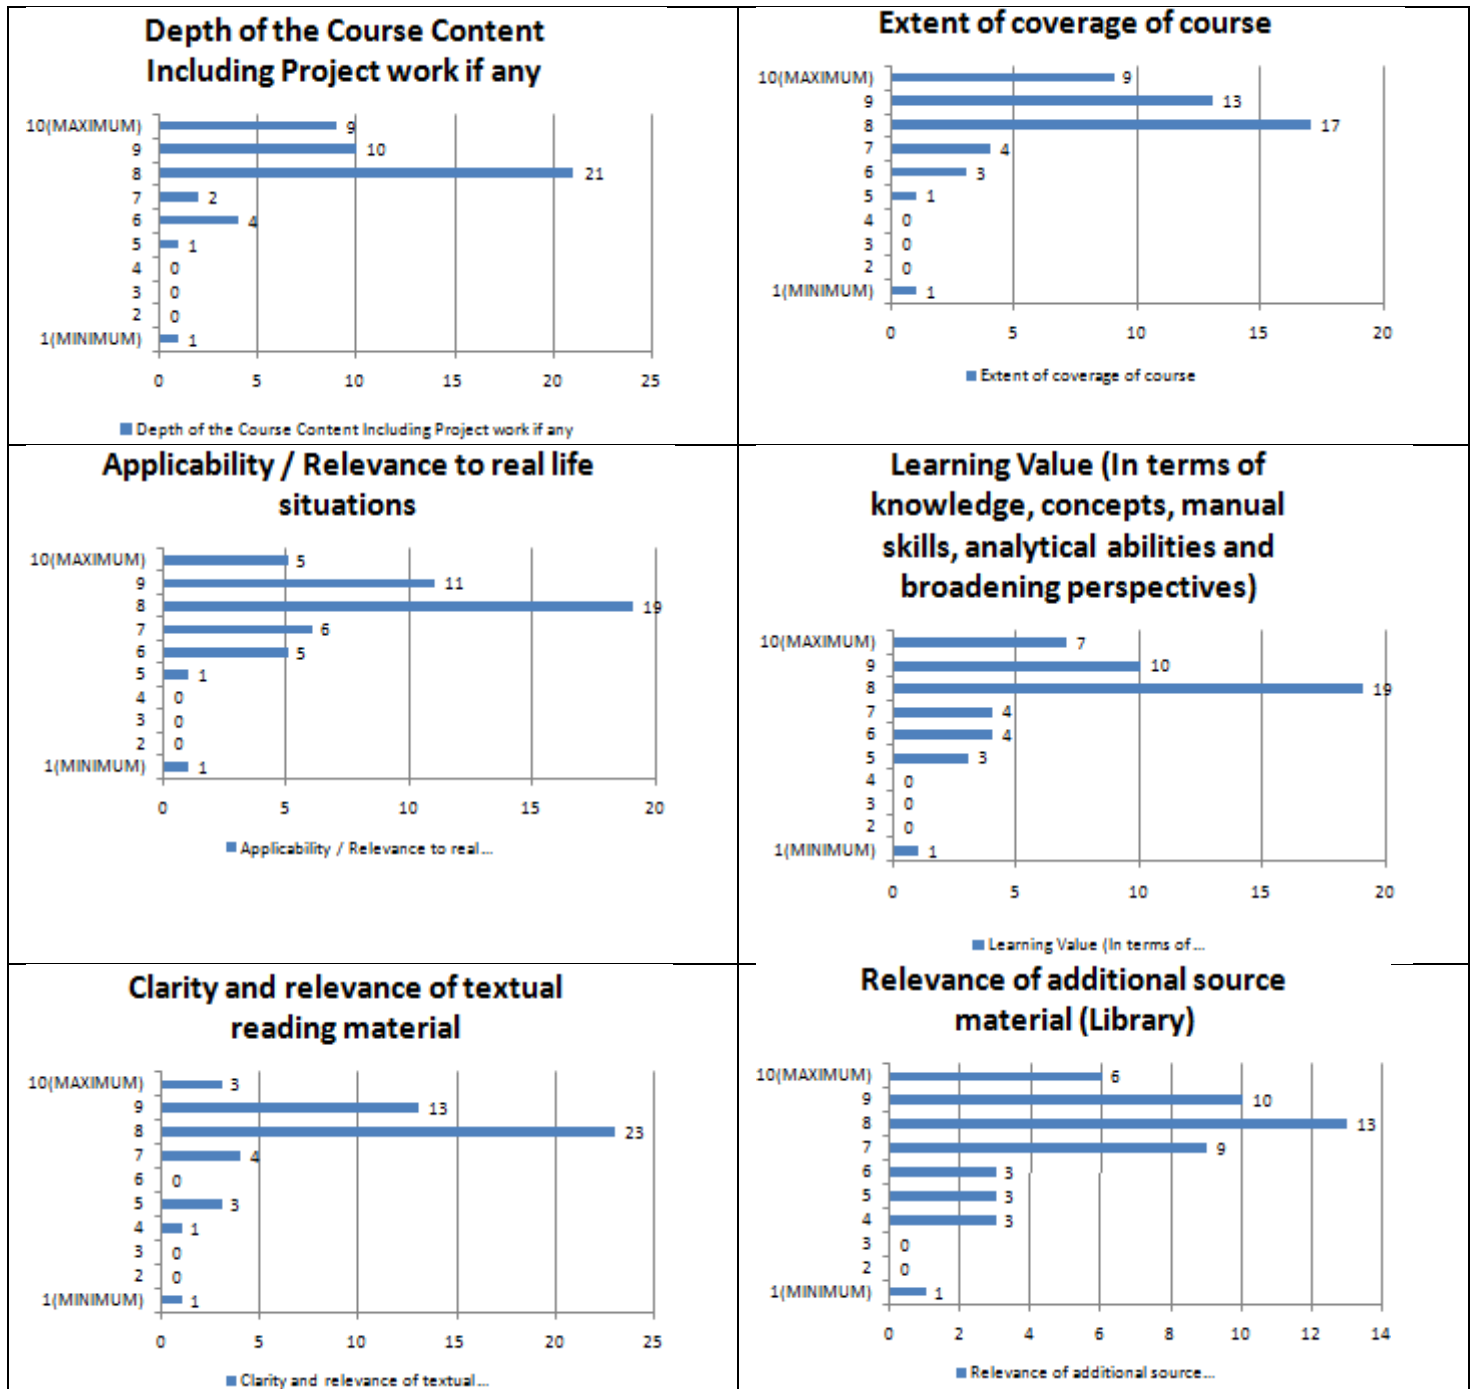 Depth of the Course Content
Including Project work if any
10(MAXIMUM) 9
9 10
8 21
7 2
6 4
5 1
4 0
3 0
2 0
1(MINIMUM) 1
0 5 10 15 20 25
Depth of the Course Content Including Project work if any
Extent of coverage of course
10(MAXIMUM) 9
9 13
8 17
7 4
6 3
5 1
4 0
3 0
2 0
1(MINIMUM) 1
0 5 10 15 20
Extent of coverage of course
Applicability / Relevance to real life
situations
10(MAXIMUM) 5
9 11
8 19
7 6
6 5
5 1
4 0
3 0
2 0
1(MINIMUM) 1
0 5 10 15 20
Applicability / Relevance to real...
Learning Value (In terms of
knowledge, concepts, manual
skills, analytical abilities and
broadening perspectives)
10(MAXIMUM) 7
9 10
8 19
7 4
6 4
5 3
4 0
3 0
2 0
1(MINIMUM) 1
0 5 10 15 20
Learning Value (In terms of...
Clarity and relevance of textual
reading material
10(MAXIMUM) 3
9 13
8 23
7 4
6 0
5 3
4 1
3 0
2 0
1(MINIMUM) 1
0 5 10 15 20 25
Clarity and relevance of textual...
Relevance of additional source
material (Library)
10(MAXIMUM) 6
9 10
8 13
7 9
6 3
5 3
4 3
3 0
2 0
1(MINIMUM) 1
0 2 4 6 8 10 12 14
Relevance of additional source...